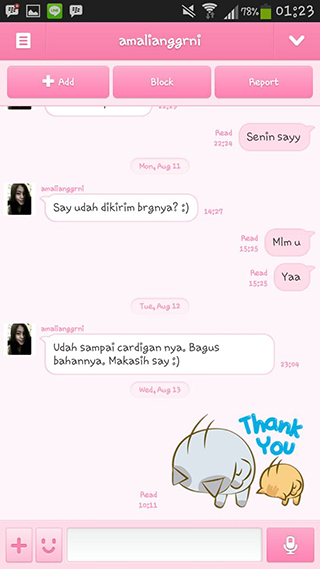 78% 01:23
amalianggrni
+ Add
Block
Report
Read
22:24
Senin sayy
Mon, Aug 11
amalianggrni
Say udah dikirim brgnya? :)
14:27
Read
15:25
Mlm u
Read
15:25
Yaa
Tue, Aug 12
amalianggrni
Udah sampai cardigan nya. Bagus
bahannya. Makasih say :)
23:04
Wed, Aug 13
Thank
You
Read
10:11